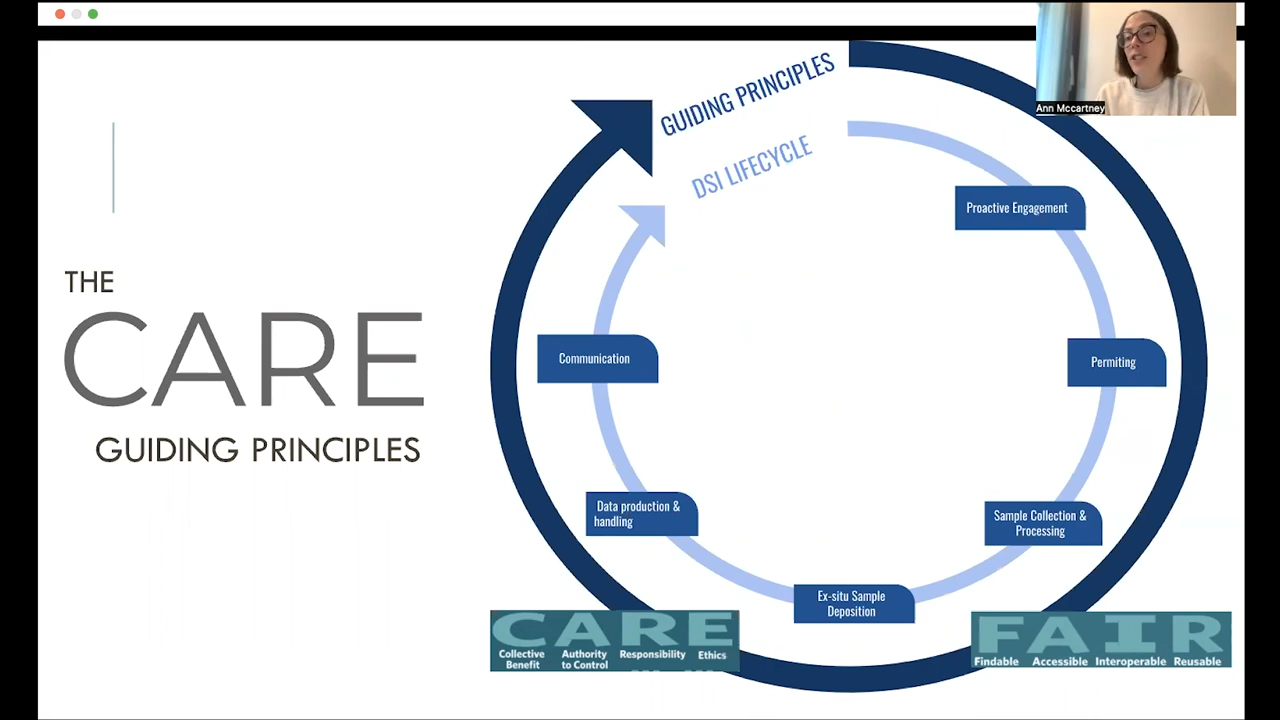 GUIDING PRINCIPLES
DSI LIFECYCLE
Ann Mccartney
Proactive Engagement
THE
CARE
GUIDING PRINCIPLES
Communication
Permiting
Data production &
handling
Sample Collection &
Processing
Ex-situ Sample
Deposition
CARE
Collective
Benefit
Authority
to Control
Responsibility
Ethics
FAIR
Findable
Accessible
Interoperable
Reusable